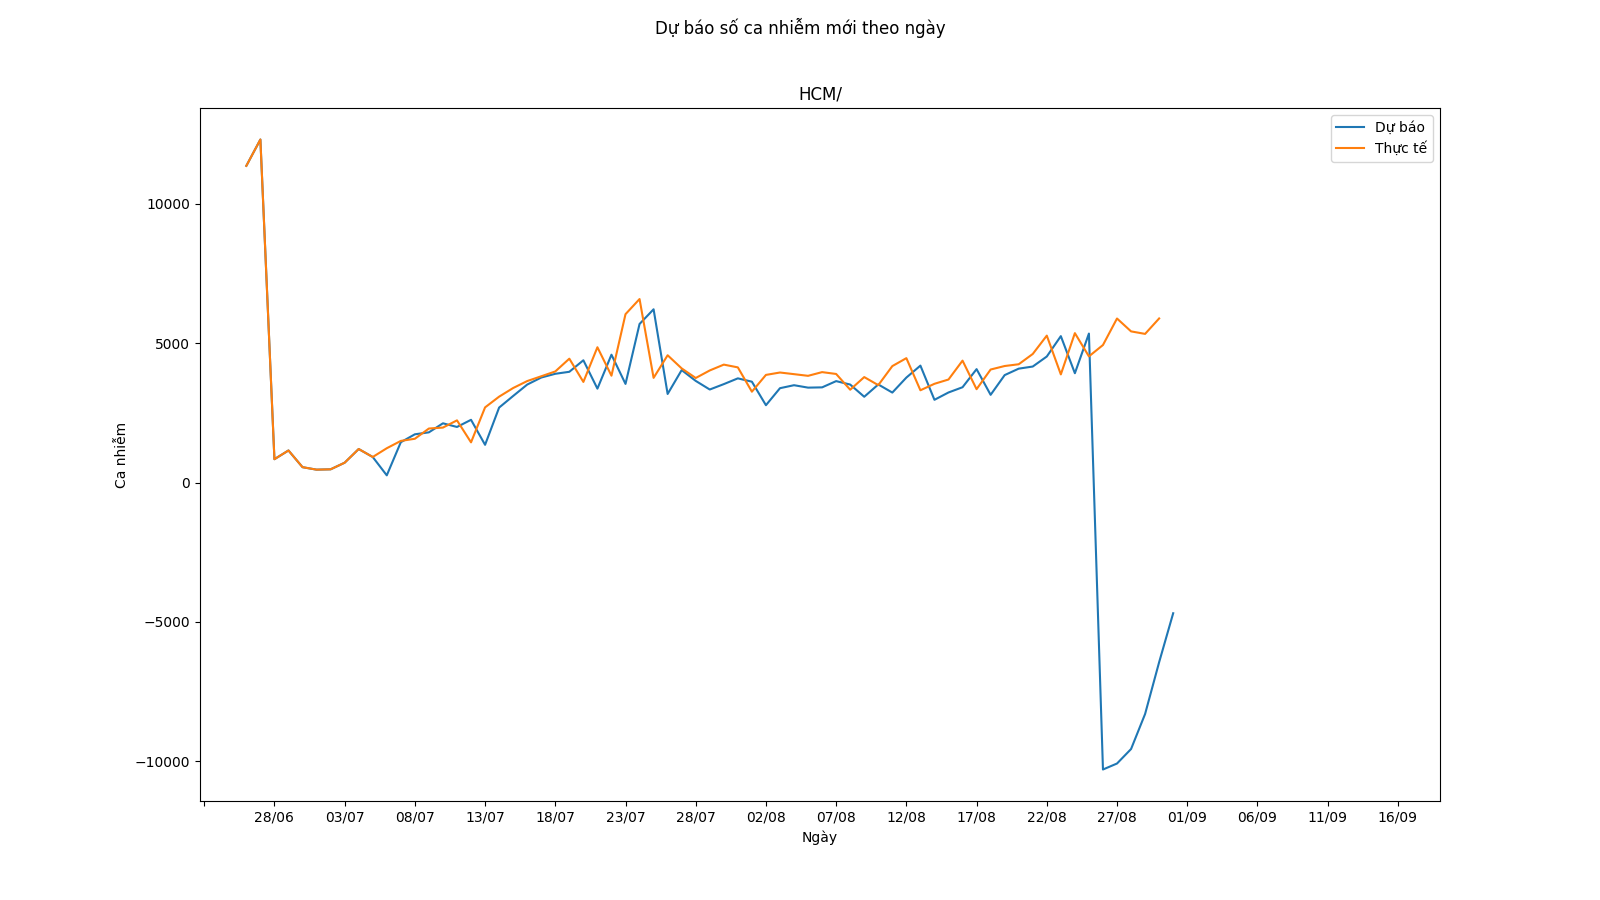 Dự báo số ca nhiễm mới theo ngày
HCM/
Dự báo
Thực tế
10000
5000
0
−5000
−10000
Ca nhiễm
28/06 03/07 08/07 13/07 18/07 23/07 28/07 02/08 07/08 12/08 17/08 22/08 27/08 01/09 06/09 11/09 16/09
Ngày